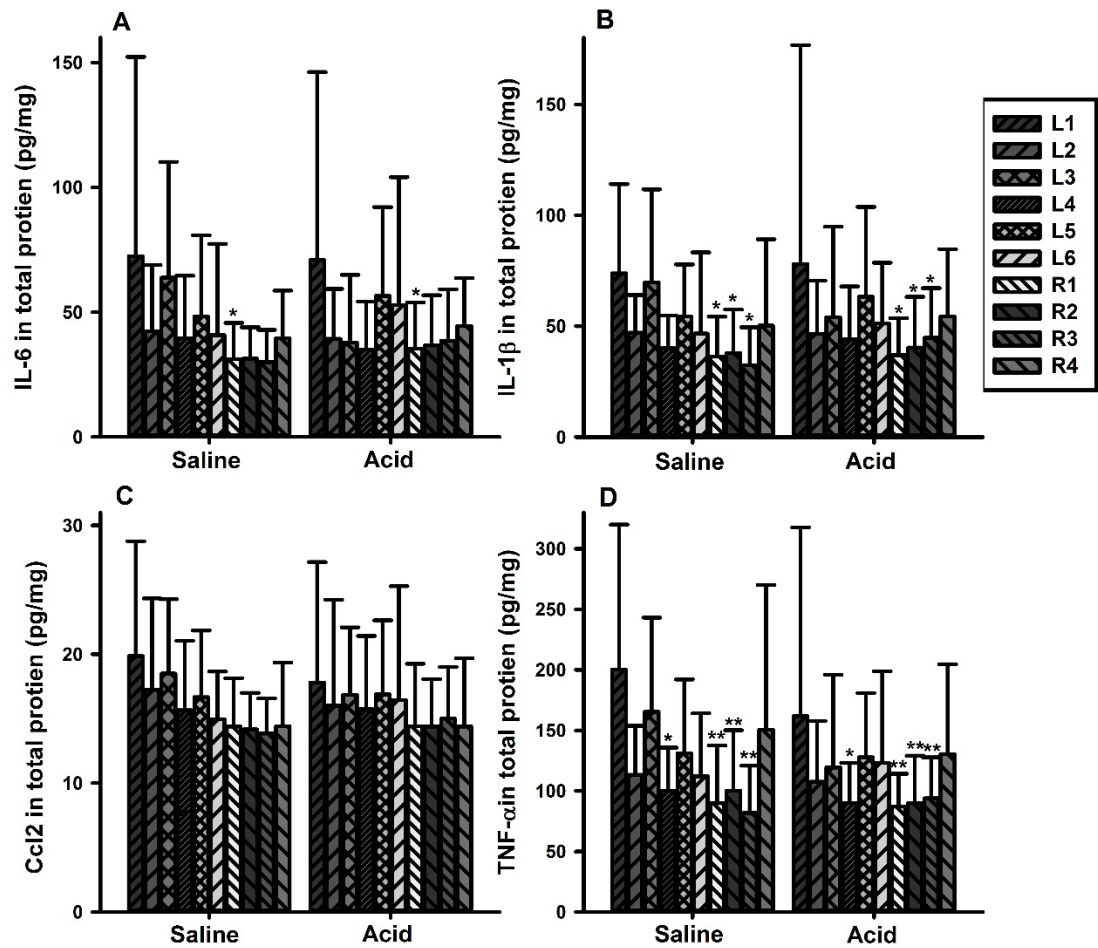 A
IL-6 in total protien (pg/mg)
150
100
50
0
*
*
Saline
Acid
B
IL-1β in total protien (pg/mg)
150
100
50
0
*
*
*
*
*
*
Saline
Acid
L1
L2
L3
L4
L5
L6
R1
R2
R3
R4
C
Ccl2 in total protien (pg/mg)
30
20
10
0
Saline
Acid
D
TNF-αin total protien (pg/mg)
300
250
200
150
100
50
0
*
**
**
**
*
**
**
**
Saline
Acid